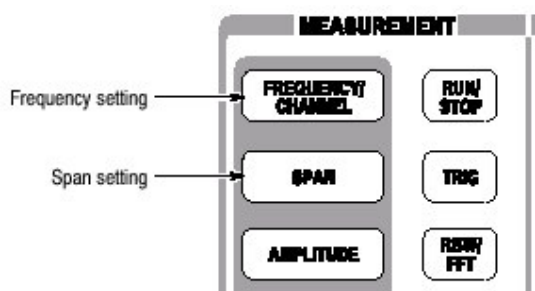 MEASUREMENT
Frequency setting
FREQUENCY/
CHANNEL
RUN/
STOP
Span setting
SPAN
TRIG
AMPLITUDE
RBW/
FFT